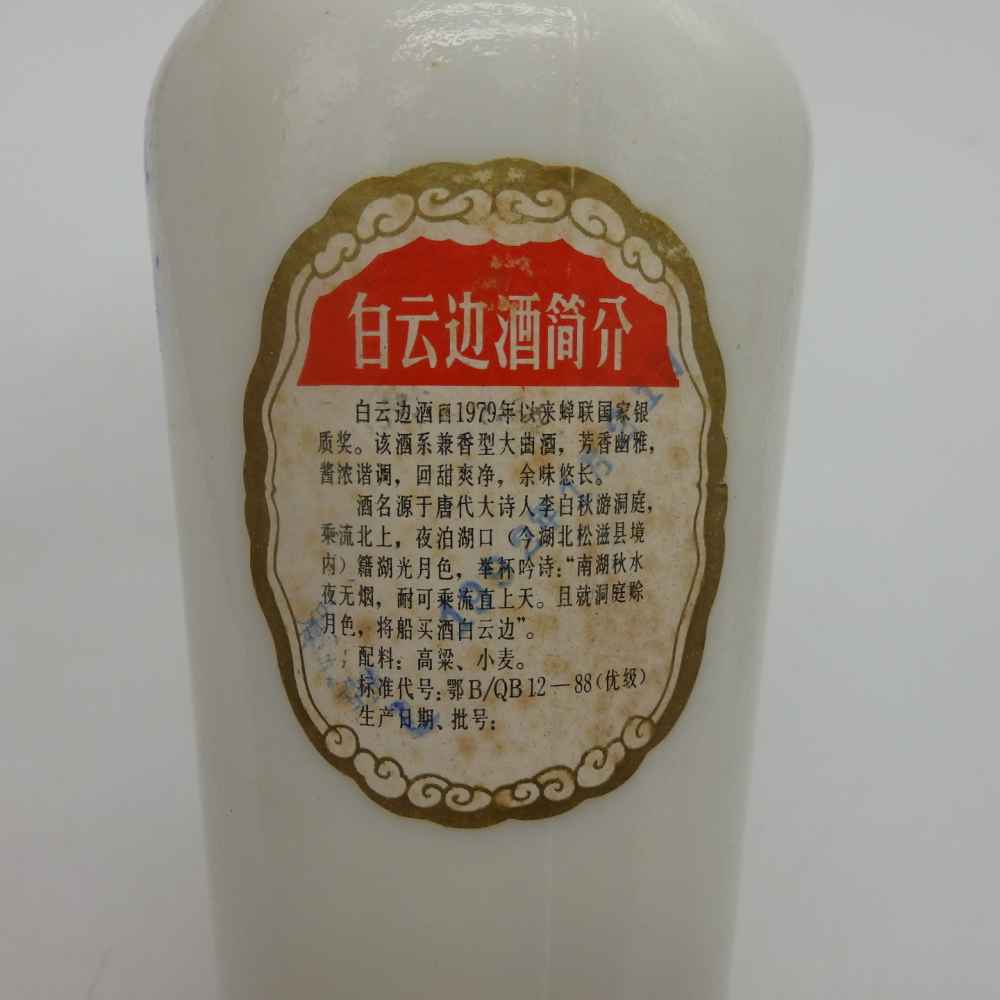 白云边酒简介
白云边酒自1979年以来蝉联国家银
质奖。该酒系兼香型大曲酒，芳香幽雅，
酱浓谐调，回甜爽净，余味悠长。
酒名源于唐代大诗人李白秋游洞庭，
乘流北上，夜泊湖口（今湖北松滋县境
内）籍湖光月色，举杯吟诗：“南湖秋水
夜无烟，耐可乘流直上天。且就洞庭赊
月色，将船买酒白云边”。
配料：高粱、小麦。
标准代号：鄂B/QB 12—88（优级）
生产日期、批号：